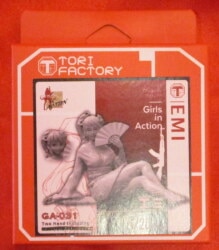 TORI
FACTORY
Girls
in
Action
EMI
GA-031